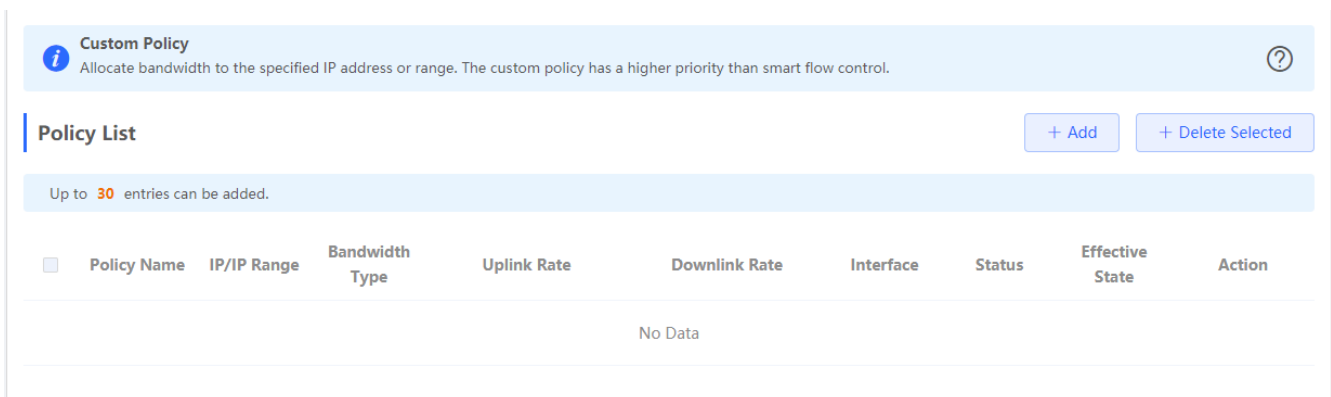 Custom Policy
Allocate bandwidth to the specified IP address or range. The custom policy has a higher priority than smart flow control.
Policy List
+ Add
+ Delete Selected
Up to 30 entries can be added.
Policy Name IP/IP Range Bandwidth Type Uplink Rate Downlink Rate Interface Status Effective State Action
No Data